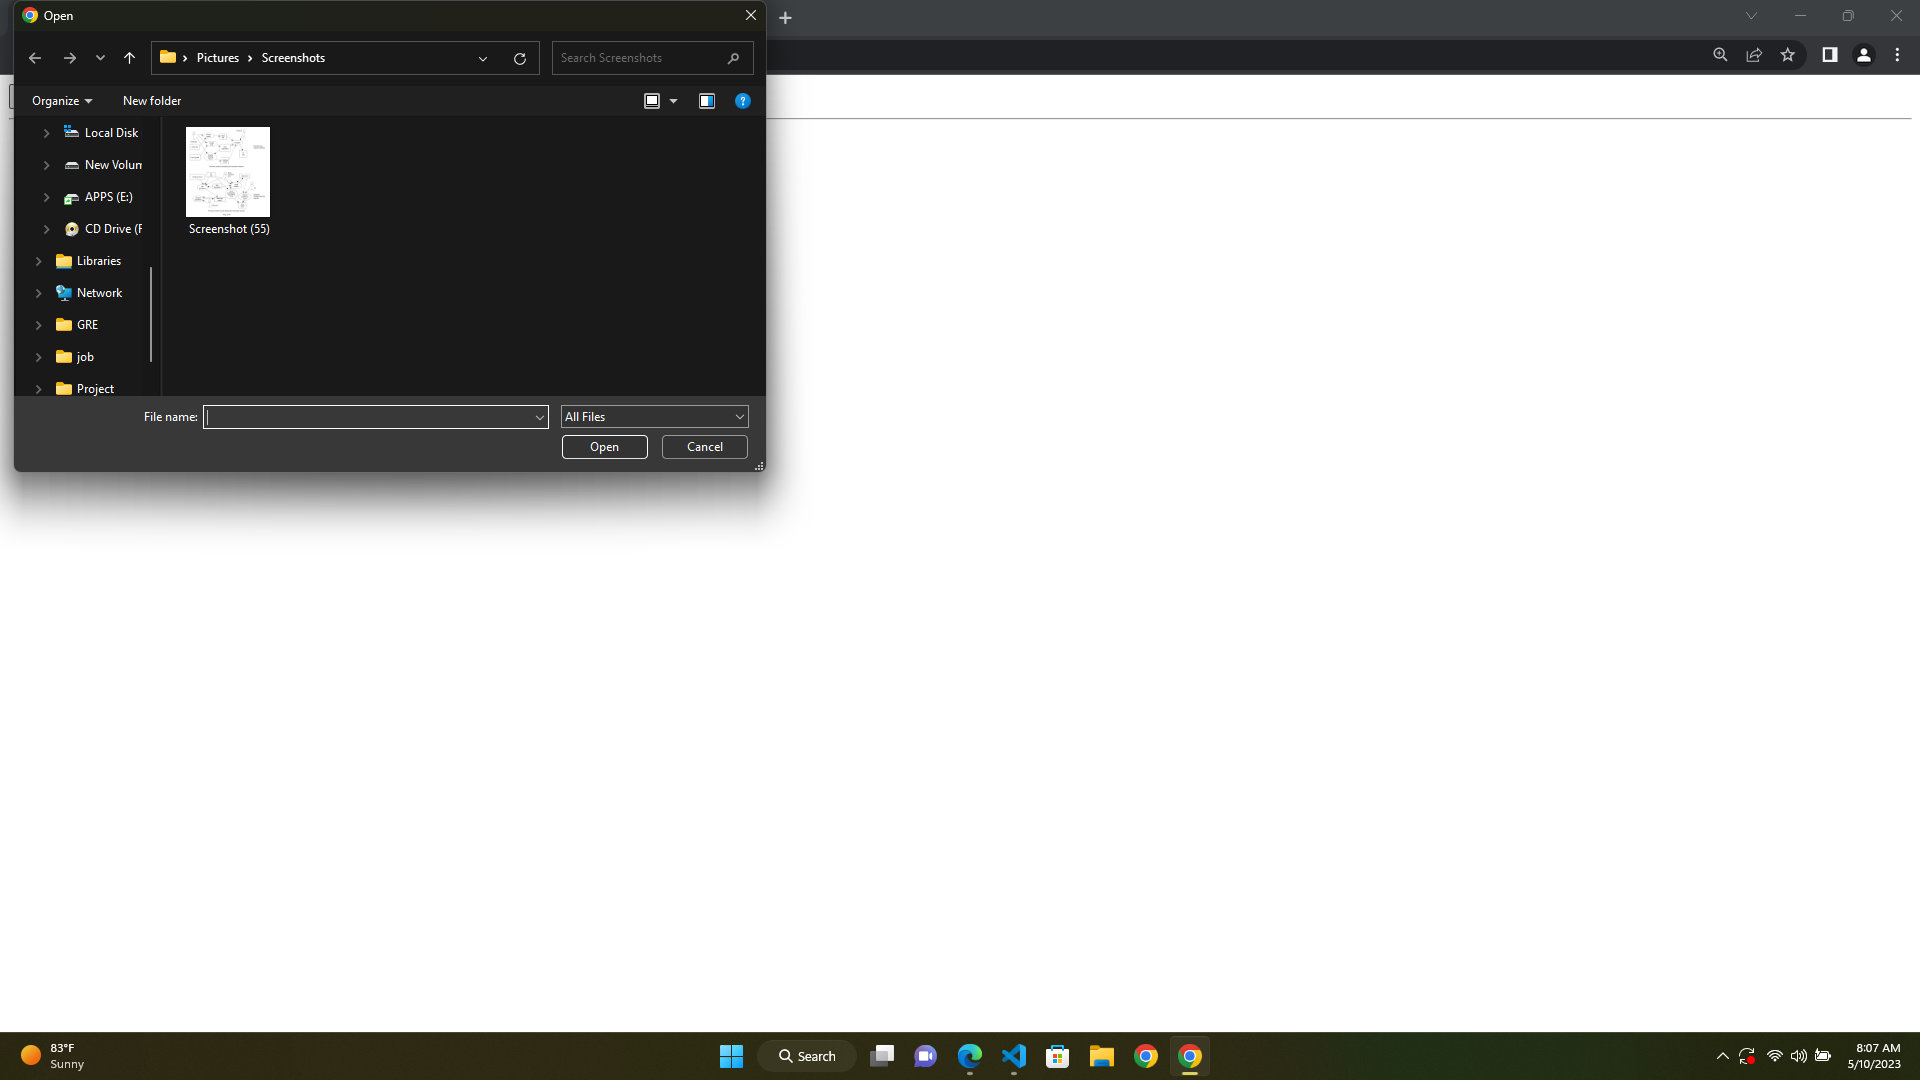 Open
Pictures
Screenshots
Search Screenshots
Organize
New folder
?
Local Disk
New Volum
APPS (E:)
CD Drive (F
Libraries
Network
GRE
job
Project
Screenshot (55)
File name:
All Files
Open
Cancel
83°F
Sunny
Search
8:07 AM
5/10/2023